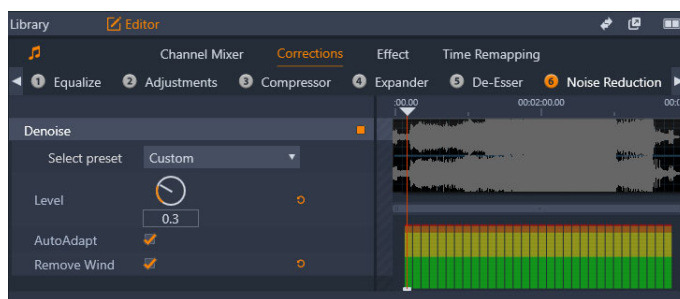 Library Editor
Channel Mixer Corrections Effect Time Remapping
1 Equalize 2 Adjustments 3 Compressor 4 Expander 5 De-Esser 6 Noise Reduction
:00.00 00:02:00.00 00:0
Denoise
Select preset Custom
Level
0.3
AutoAdapt
Remove Wind